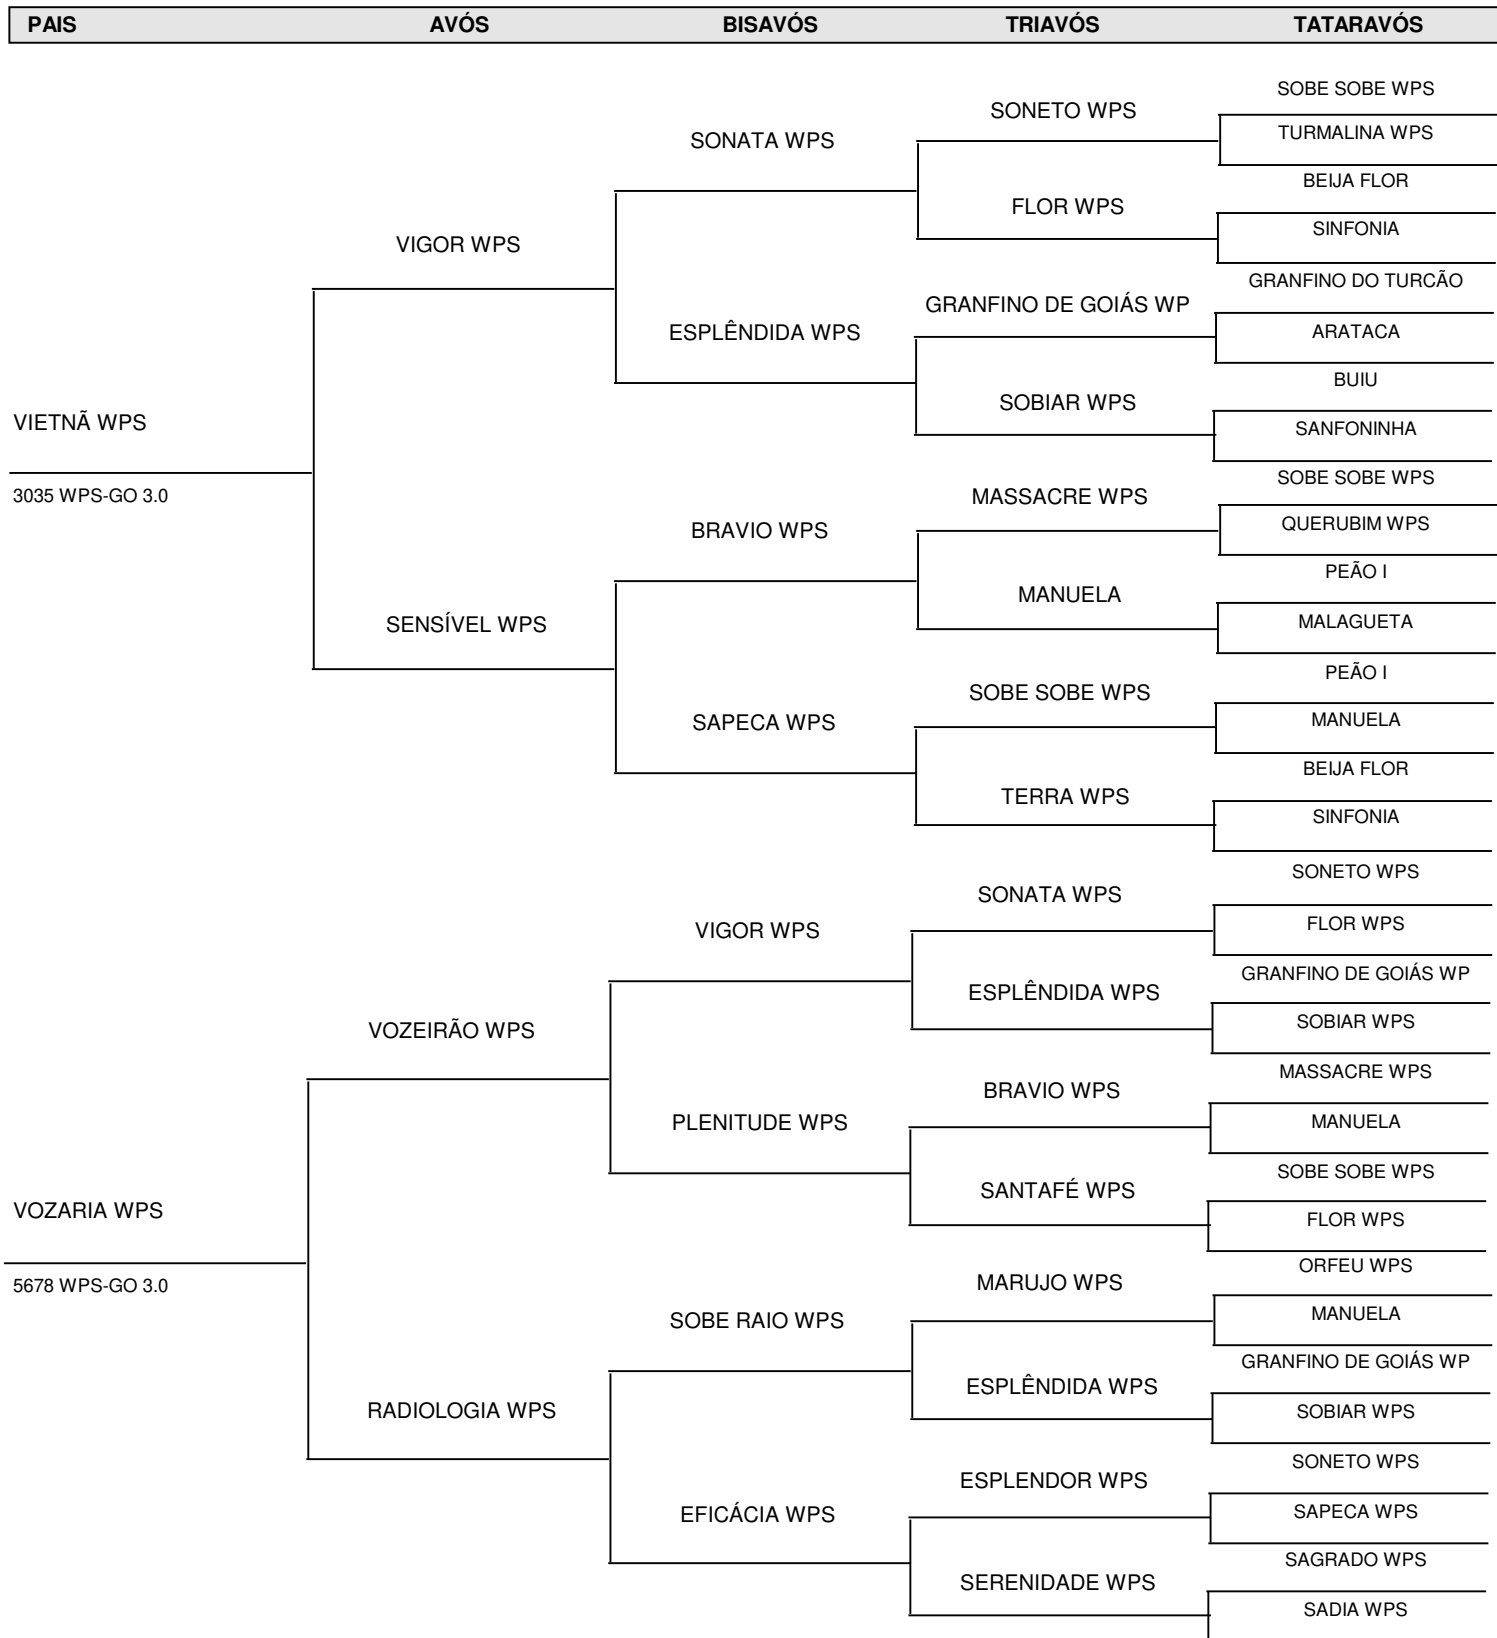 PAIS AVÓS BISAVÓS TRIAVÓS TATARAVÓS
SOBE SOBE WPS
SONETO WPS
TURMALINA WPS
SONATA WPS
BEIJA FLOR
FLOR WPS
SINFONIA
VIGOR WPS
GRANFINO DO TURCÃO
GRANFINO DE GOIÁS WP
ARATACA
ESPLÊNDIDA WPS
BUIU
SOBIAR WPS
SANFONINHA
VIETNÃ WPS
3035 WPS-GO 3.0
SOBE SOBE WPS
MASSACRE WPS
QUERUBIM WPS
BRAVIO WPS
PEÃO I
MANUELA
MALAGUETA
SENSÍVEL WPS
PEÃO I
SOBE SOBE WPS
MANUELA
SAPECA WPS
BEIJA FLOR
TERRA WPS
SINFONIA
SONETO WPS
SONATA WPS
FLOR WPS
VIGOR WPS
GRANFINO DE GOIÁS WP
ESPLÊNDIDA WPS
SOBIAR WPS
VOZEIRÃO WPS
MASSACRE WPS
BRAVIO WPS
MANUELA
PLENITUDE WPS
SOBE SOBE WPS
SANTAFÉ WPS
FLOR WPS
VOZARIA WPS
5678 WPS-GO 3.0
ORFEU WPS
MARUJO WPS
MANUELA
SOBE RAIO WPS
GRANFINO DE GOIÁS WP
ESPLÊNDIDA WPS
SOBIAR WPS
RADIOLOGIA WPS
SONETO WPS
ESPLENDOR WPS
SAPECA WPS
EFICÁCIA WPS
SAGRADO WPS
SERENIDADE WPS
SADIA WPS